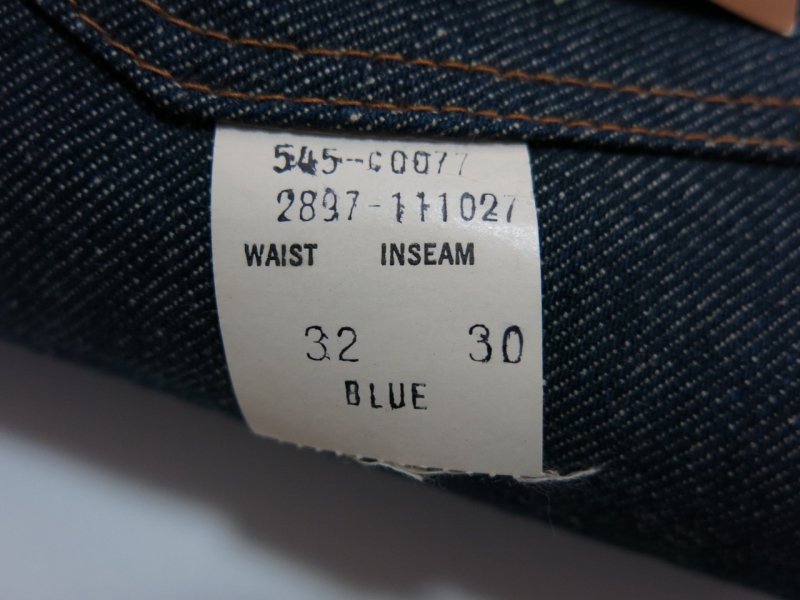 545-C0077
2897-111027
WAIST INSEAM
32 30
BLUE